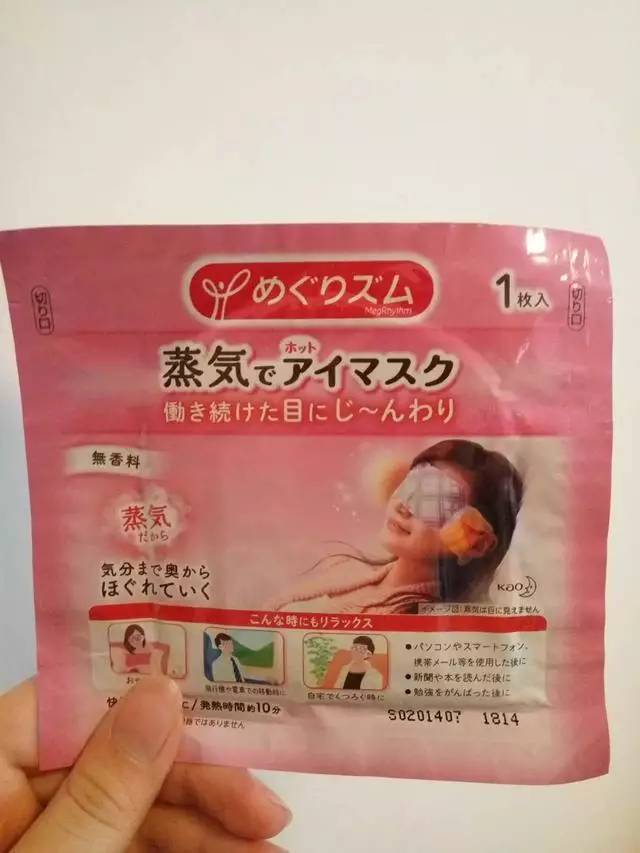 めぐりズム
MegRhythm
1枚入
切り口
切り口
ホット
蒸気でアイマスク
働き続けた目にじ〜んわり
無香料
蒸気
だから
気分まで奥から
ほぐれていく
Kao
イメージ図:蒸気は目に見えません
こんな時にもリラックス
飛行機や電車での移動時に
自宅でくつろぐ時に
●パソコンやスマートフォン、
携帯メール等を使用した後に
●新聞や本を読んだ後に
●勉強をがんばった後に
/発熱時間約10分
ではありません
S0201407 1814